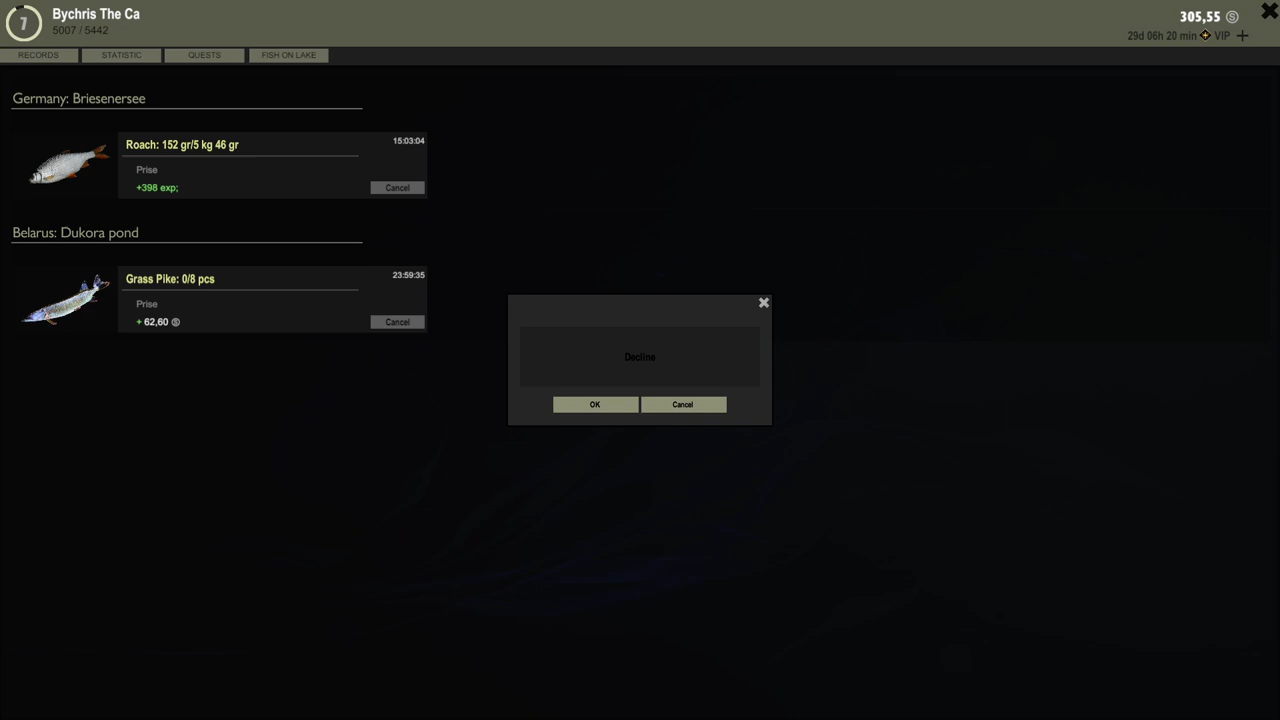 7
Bychris The Ca
5007 / 5442
305,55 Ⓢ
29d 06h 20 min VIP +
RECORDS STATISTIC QUESTS FISH ON LAKE
Germany: Briesenersee
Roach: 152 gr/5 kg 46 gr
15:03:04
Prise
+398 exp;
Cancel
Belarus: Dukora pond
Grass Pike: 0/8 pcs
23:59:35
Prise
+ 62,60 Ⓢ
Cancel
Decline
OK Cancel